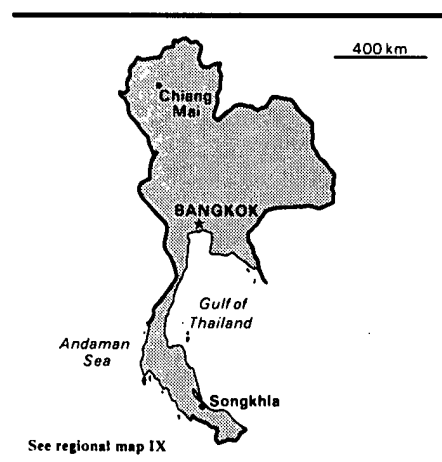 400 km
Chiang
Mai
BANGKOK
Gulf of
Thailand
Andaman
Sea
Songkhla
See regional map IX